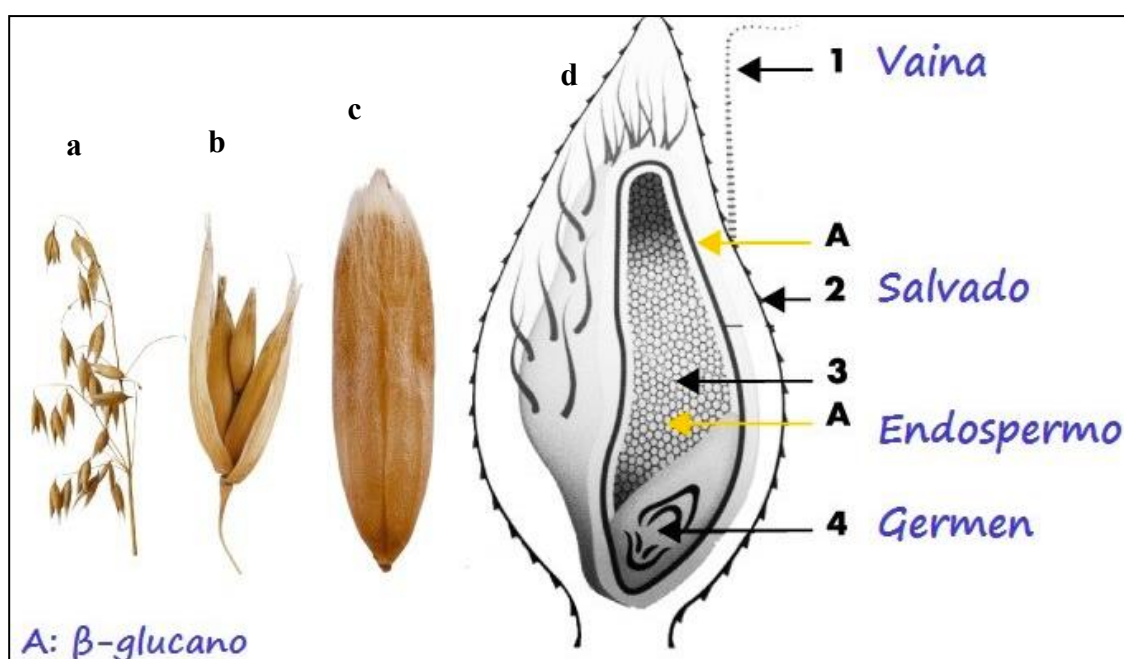 a
b
c
d
1 Vaina
A
2 Salvado
3
A
Endospermo
4 Germen
A: β-glucano